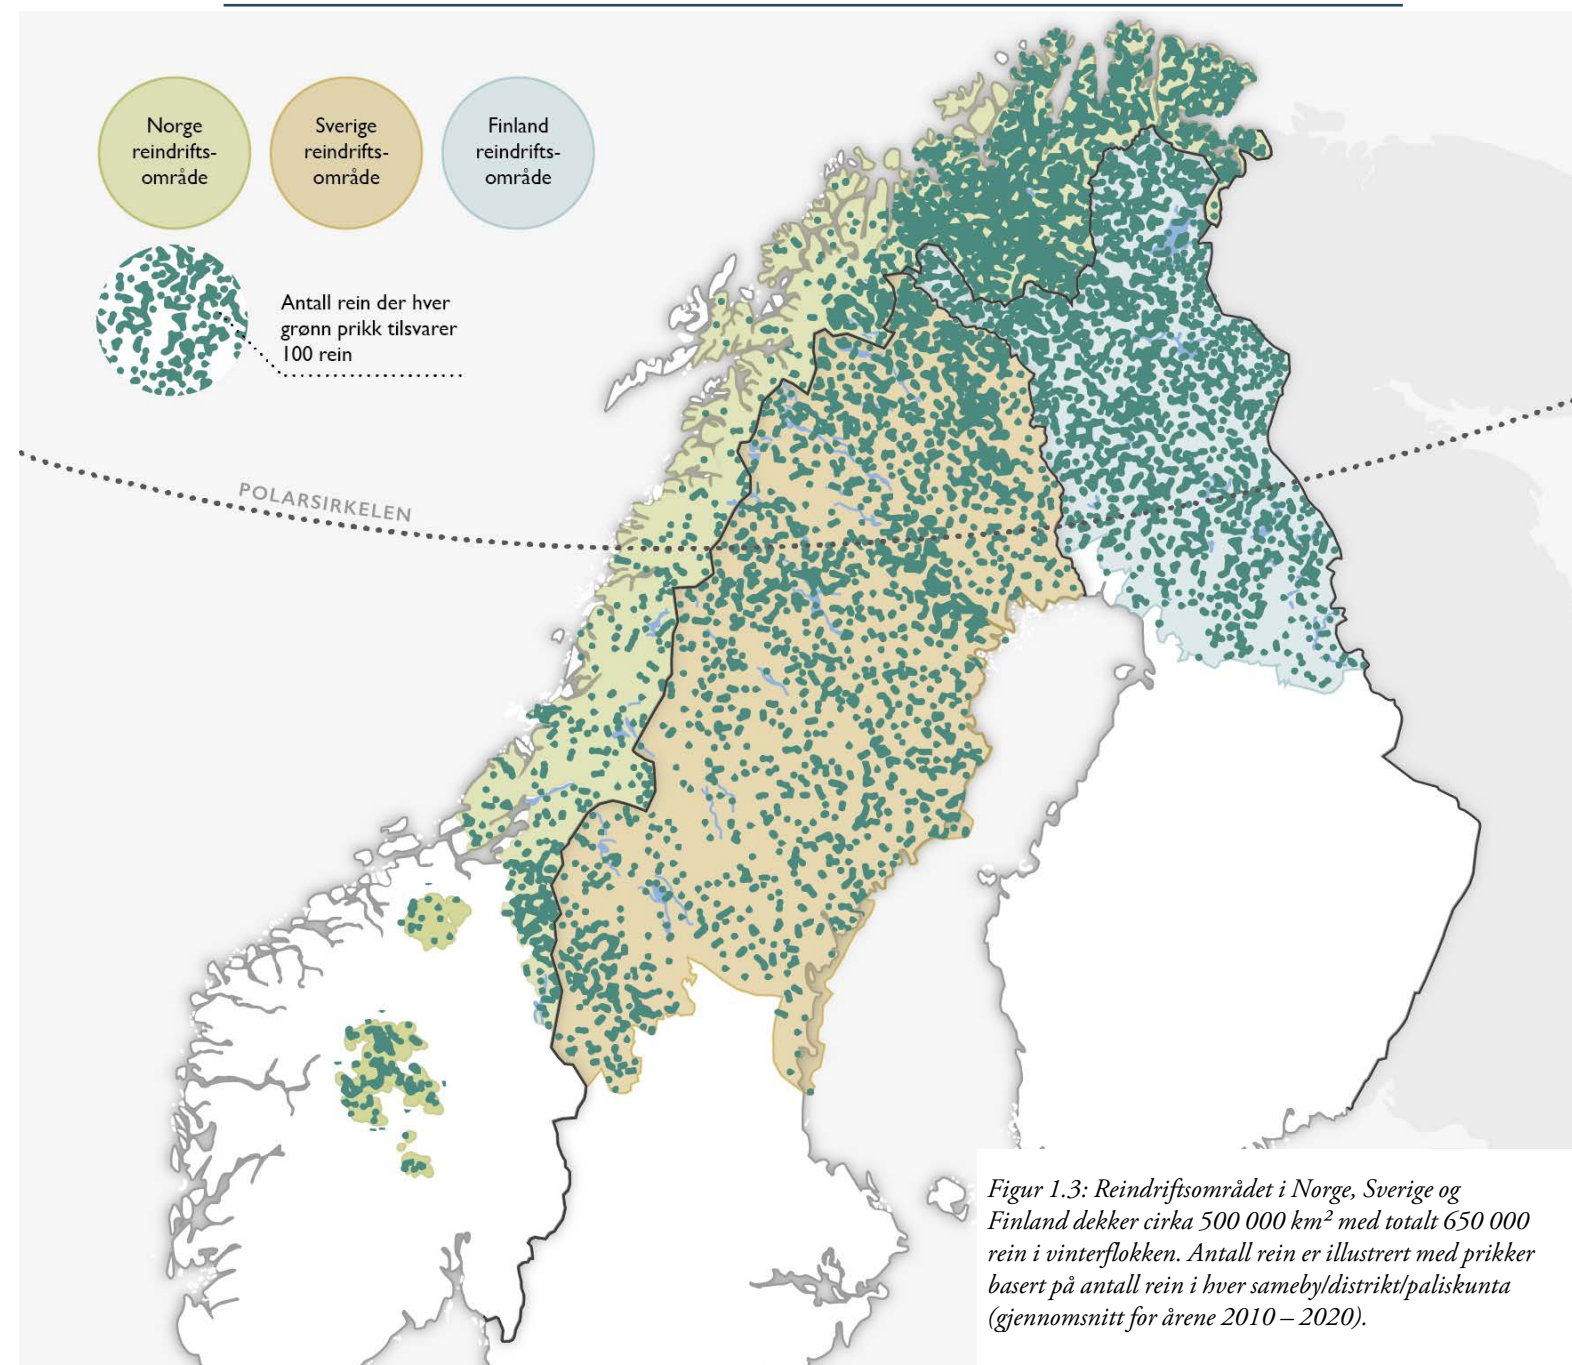 Norge
reindrifts-
område
Sverige
reindrifts-
område
Finland
reindrifts-
område
Antall rein der hver
grønn prikk tilsvarer
100 rein
POLARSIRKELEN
Figur 1.3: Reindriftsområdet i Norge, Sverige og
Finland dekker cirka 500 000 km² med totalt 650 000
rein i vinterflokken. Antall rein er illustrert med prikker
basert på antall rein i hver sameby/distrikt/paliskunta
(gjennomsnitt for årene 2010 – 2020).